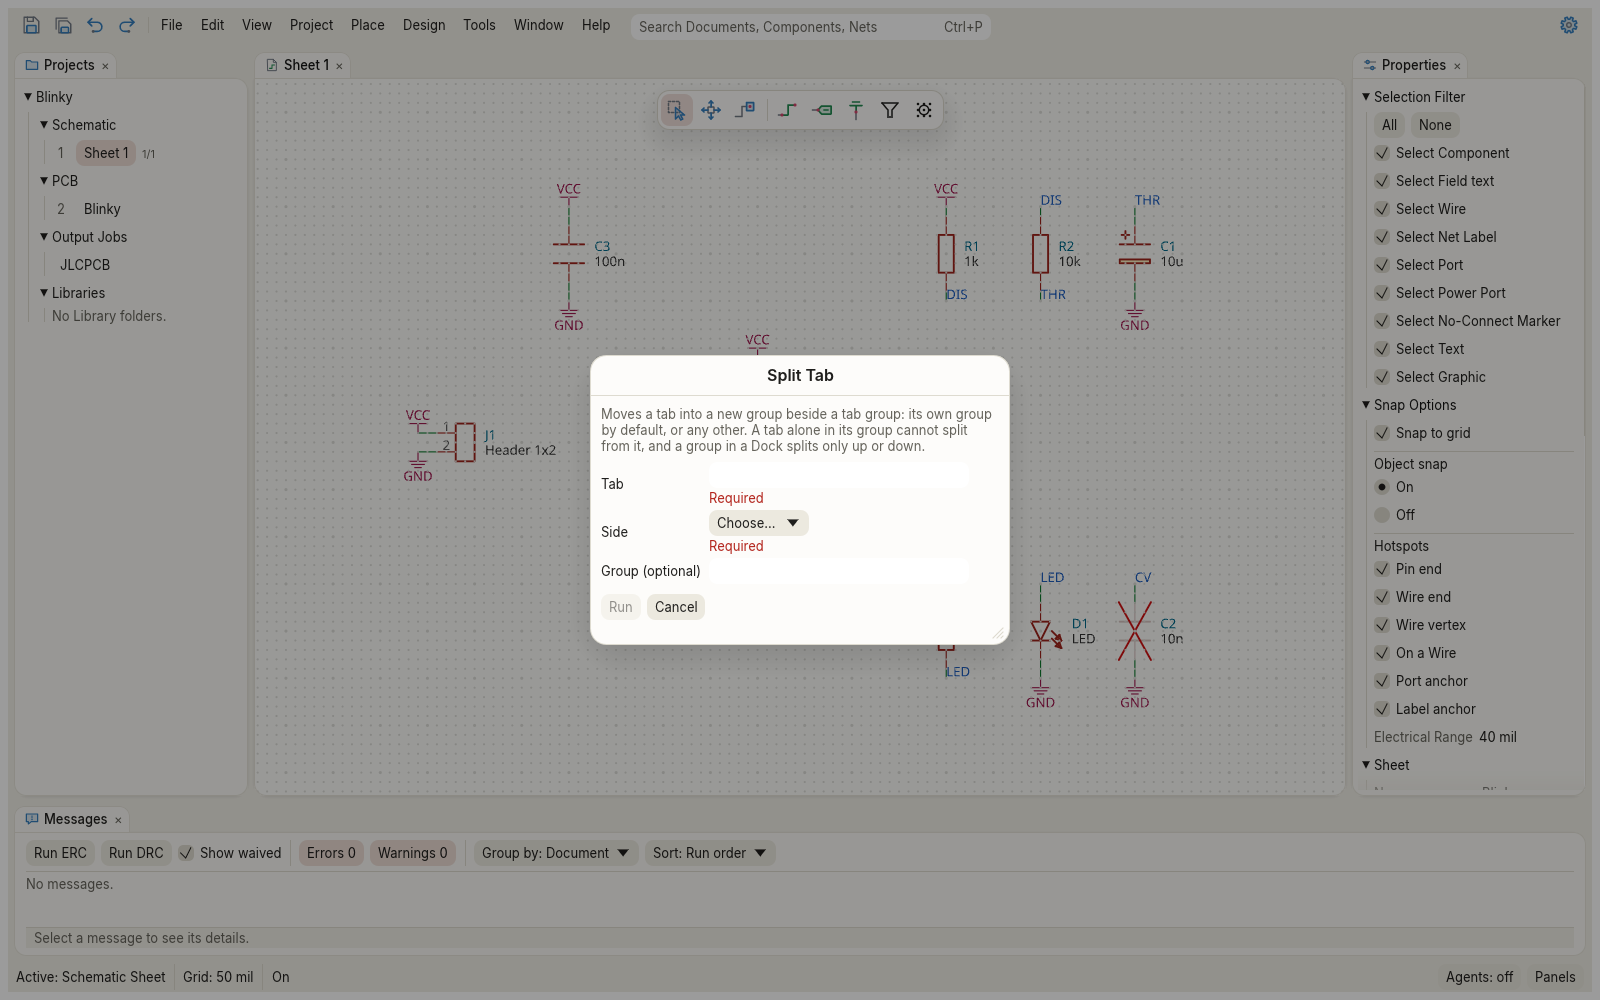 File Edit View Project Place Design Tools Window Help Search Documents, Components, Nets Ctrl+P
Projects ×
Sheet 1 ×
Properties ×
Blinky
Schematic
1 Sheet 1 1/1
PCB
2 Blinky
Output Jobs
JLCPCB
Libraries
No Library folders.
VCC
C3
100n
GND
VCC
R1
1k
DIS
DIS
R2
10k
THR
THR
C1
10u
GND
VCC
VCC
1
2
J1
Header 1x2
GND
LED
LED
D1
LED
GND
CV
C2
10n
GND
Split Tab
Moves a tab into a new group beside a tab group: its own group
by default, or any other. A tab alone in its group cannot split
from it, and a group in a Dock splits only up or down.
Tab
Required
Side Choose...
Required
Group (optional)
Run Cancel
Selection Filter
All None
Select Component
Select Field text
Select Wire
Select Net Label
Select Port
Select Power Port
Select No-Connect Marker
Select Text
Select Graphic
Snap Options
Snap to grid
Object snap
On
Off
Hotspots
Pin end
Wire end
Wire vertex
On a Wire
Port anchor
Label anchor
Electrical Range 40 mil
Sheet
Messages ×
Run ERC Run DRC Show waived Errors 0 Warnings 0 Group by: Document Sort: Run order
No messages.
Select a message to see its details.
Active: Schematic Sheet Grid: 50 mil On Agents: off Panels